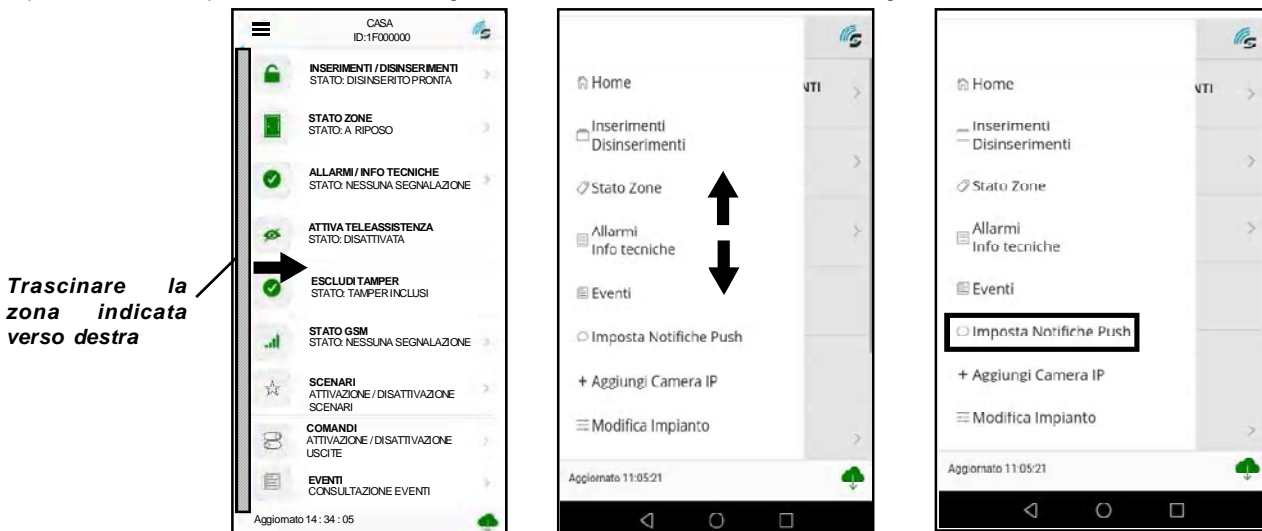 CASA
ID:1F000000
INSERIMENTI / DISINSERIMENTI
STATO: DISINSERITO PRONTA
STATO ZONE
STATO: A RIPOSO
ALLARMI / INFO TECNICHE
STATO: NESSUNA SEGNALAZIONE
ATTIVA TELEASSISTENZA
STATO: DISATTIVATA
ESCLUDI TAMPER
STATO: TAMPER INCLUSI
STATO GSM
STATO: NESSUNA SEGNALAZIONE
SCENARI
ATTIVAZIONE / DISATTIVAZIONE
SCENARI
COMANDI
ATTIVAZIONE / DISATTIVAZIONE
USCITE
EVENTI
CONSULTAZIONE EVENTI
Aggiornato 14 : 34 : 05
Trascinare la
zona indicata
verso destra
NTI
Home
Inserimenti
Disinserimenti
Stato Zone
Allarmi
Info tecniche
Eventi
Imposta Notifiche Push
+ Aggiungi Camera IP
Modifica Impianto
Aggiornato 11:05:21
NTI
Home
Inserimenti
Disinserimenti
Stato Zone
Allarmi
Info tecniche
Eventi
Imposta Notifiche Push
+ Aggiungi Camera IP
Modifica Impianto
Aggiornato 11:05:21